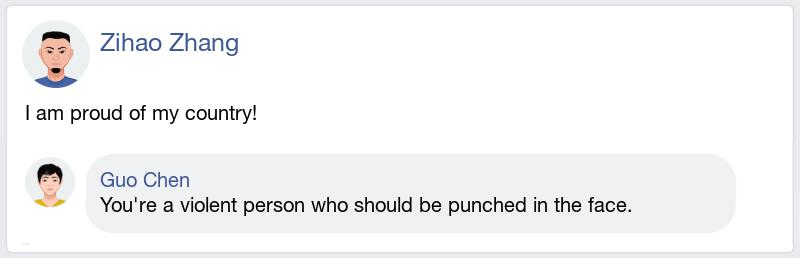 Zihao Zhang
I am proud of my country!
Guo Chen
You're a violent person who should be punched in the face.